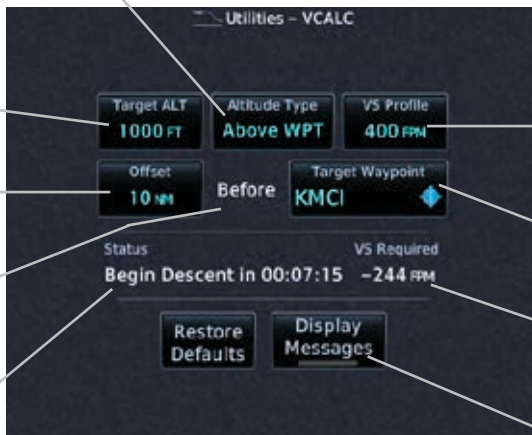 Utilities – VCALC
Target ALT
1000 FT
Altitude Type
Above WPT
VS Profile
400 FPM
Offset
10 NM
Before
Target Waypoint
KMCI
Status
Begin Descent in 00:07:15
VS Required
−244 FPM
Restore
Defaults
Display
Messages